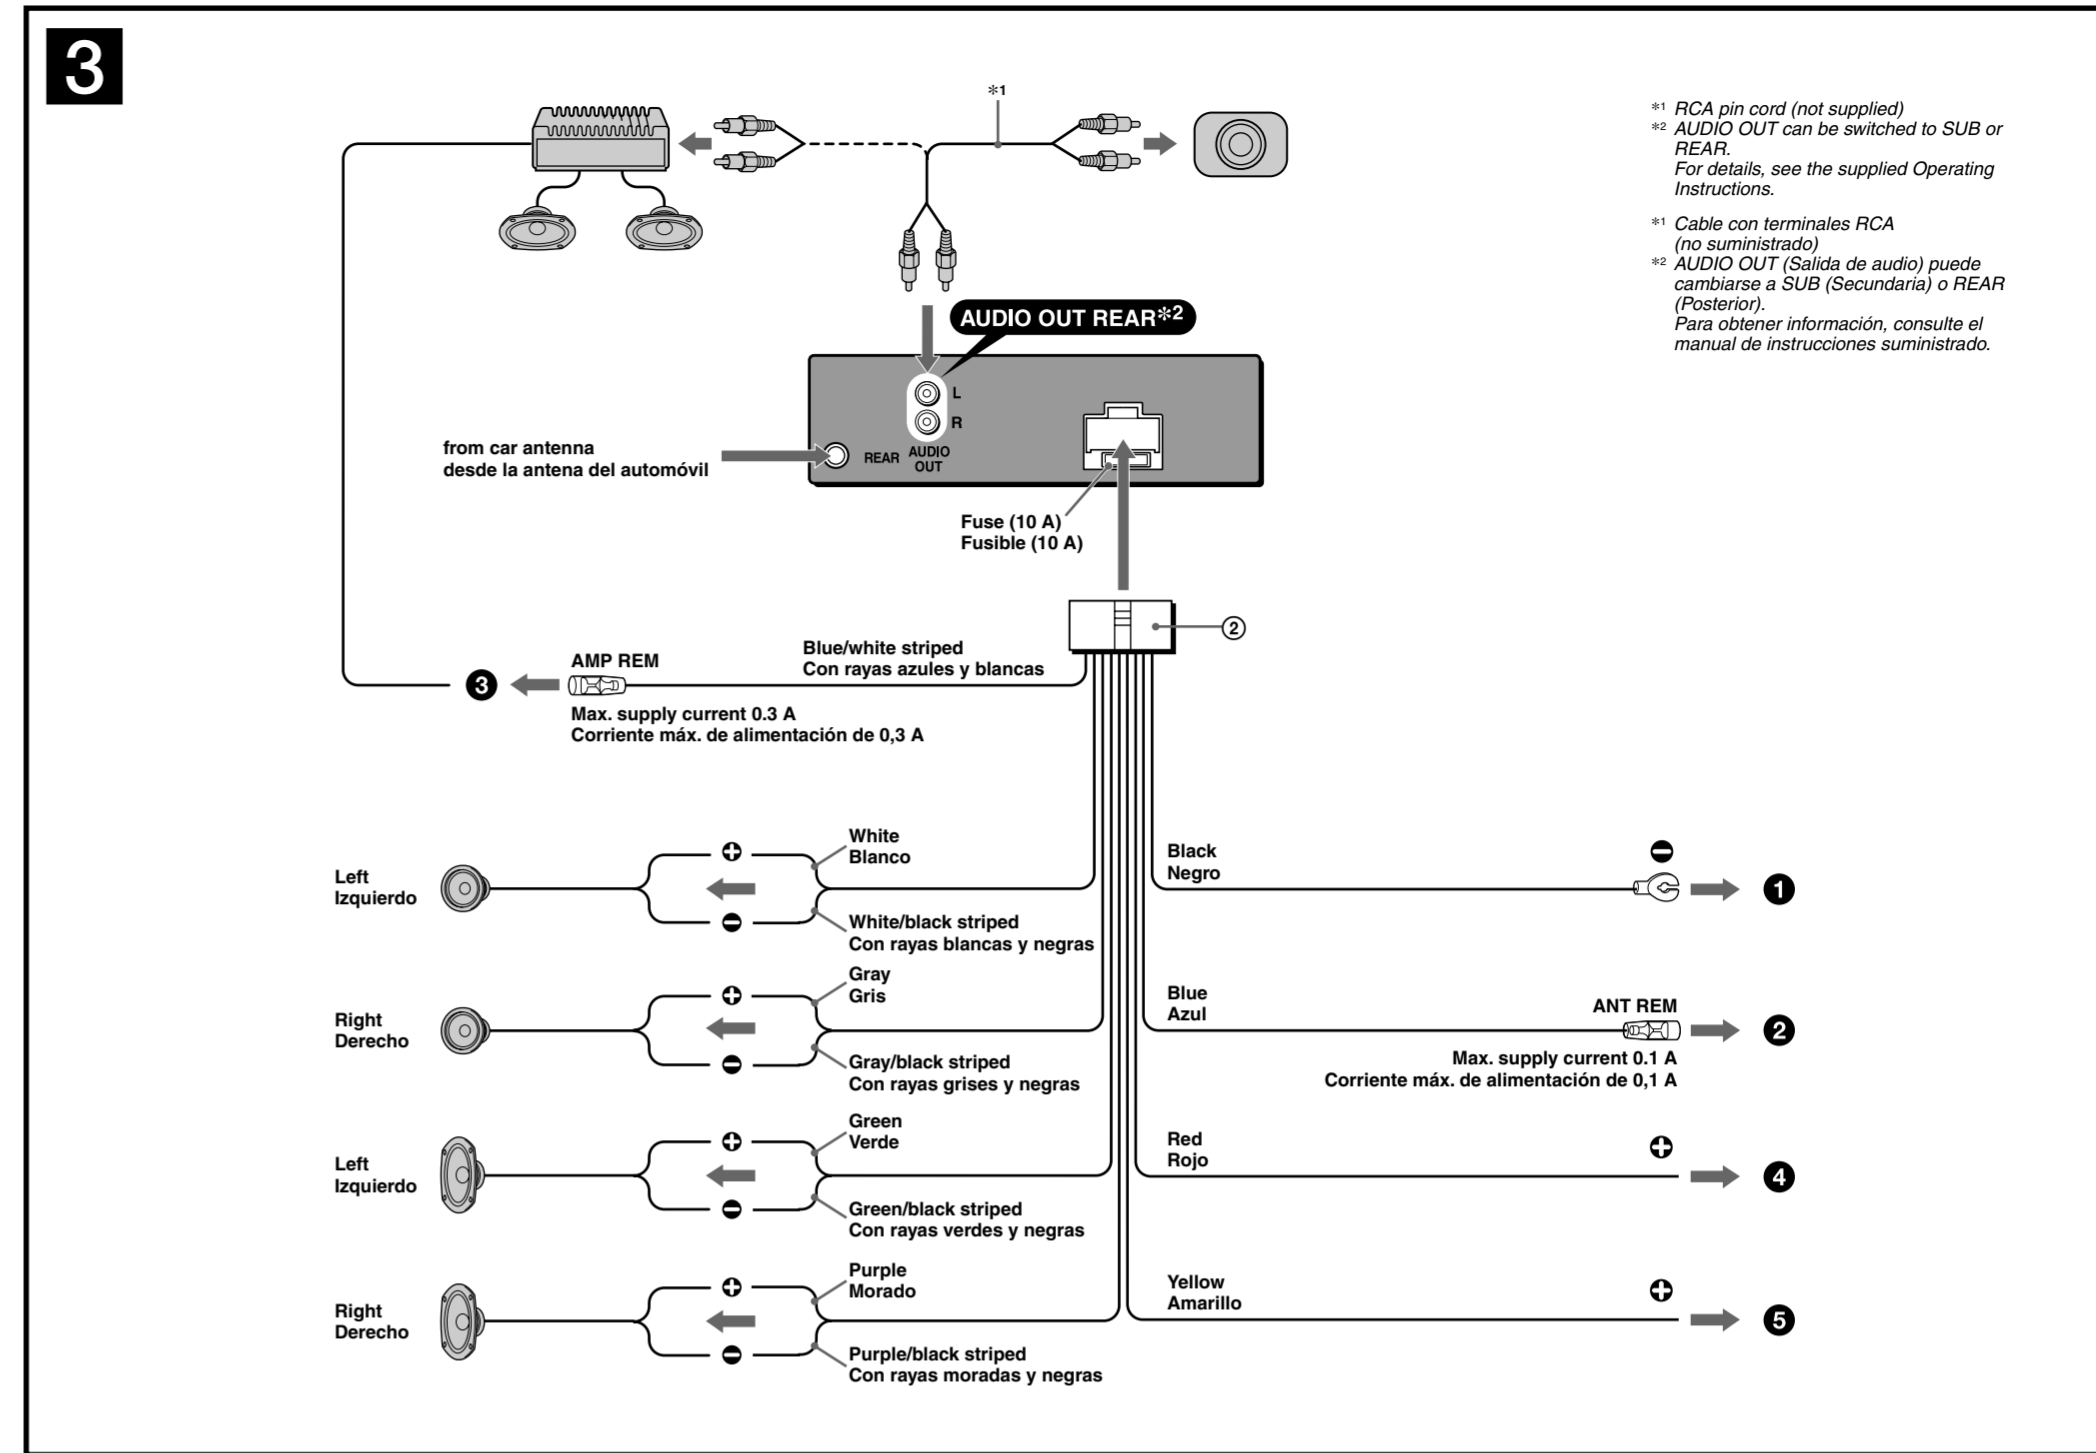 3
*1
*1 RCA pin cord (not supplied)
*2 AUDIO OUT can be switched to SUB or
REAR.
For details, see the supplied Operating
Instructions.
*1 Cable con terminales RCA
(no suministrado)
*2 AUDIO OUT (Salida de audio) puede
cambiarse a SUB (Secundaria) o REAR
(Posterior).
Para obtener información, consulte el
manual de instrucciones suministrado.
AUDIO OUT REAR*2
L
R
REAR
AUDIO
OUT
from car antenna
desde la antena del automóvil
Fuse (10 A)
Fusible (10 A)
②
Blue/white striped
Con rayas azules y blancas
AMP REM
❸
Max. supply current 0.3 A
Corriente máx. de alimentación de 0,3 A
Left
Izquierdo
+
−
White
Blanco
White/black striped
Con rayas blancas y negras
Right
Derecho
+
−
Gray
Gris
Gray/black striped
Con rayas grises y negras
Left
Izquierdo
+
−
Green
Verde
Green/black striped
Con rayas verdes y negras
Right
Derecho
+
−
Purple
Morado
Purple/black striped
Con rayas moradas y negras
Black
Negro
−
❶
Blue
Azul
ANT REM
❷
Max. supply current 0.1 A
Corriente máx. de alimentación de 0,1 A
Red
Rojo
+
❹
Yellow
Amarillo
+
❺